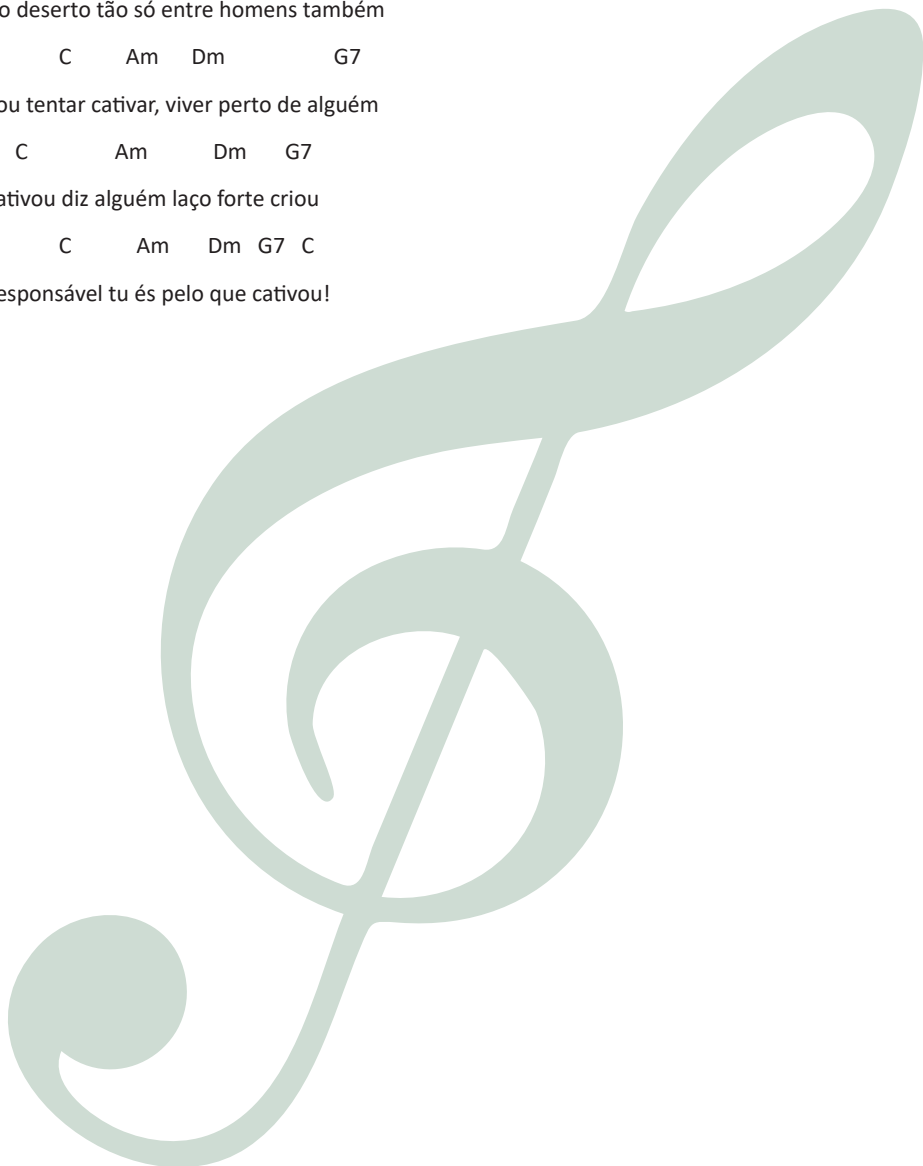 o deserto tão só entre homens também
C Am Dm G7
ou tentar cativar, viver perto de alguém
C Am Dm G7
ativou diz alguém laço forte criou
C Am Dm G7 C
esponsável tu és pelo que cativou!